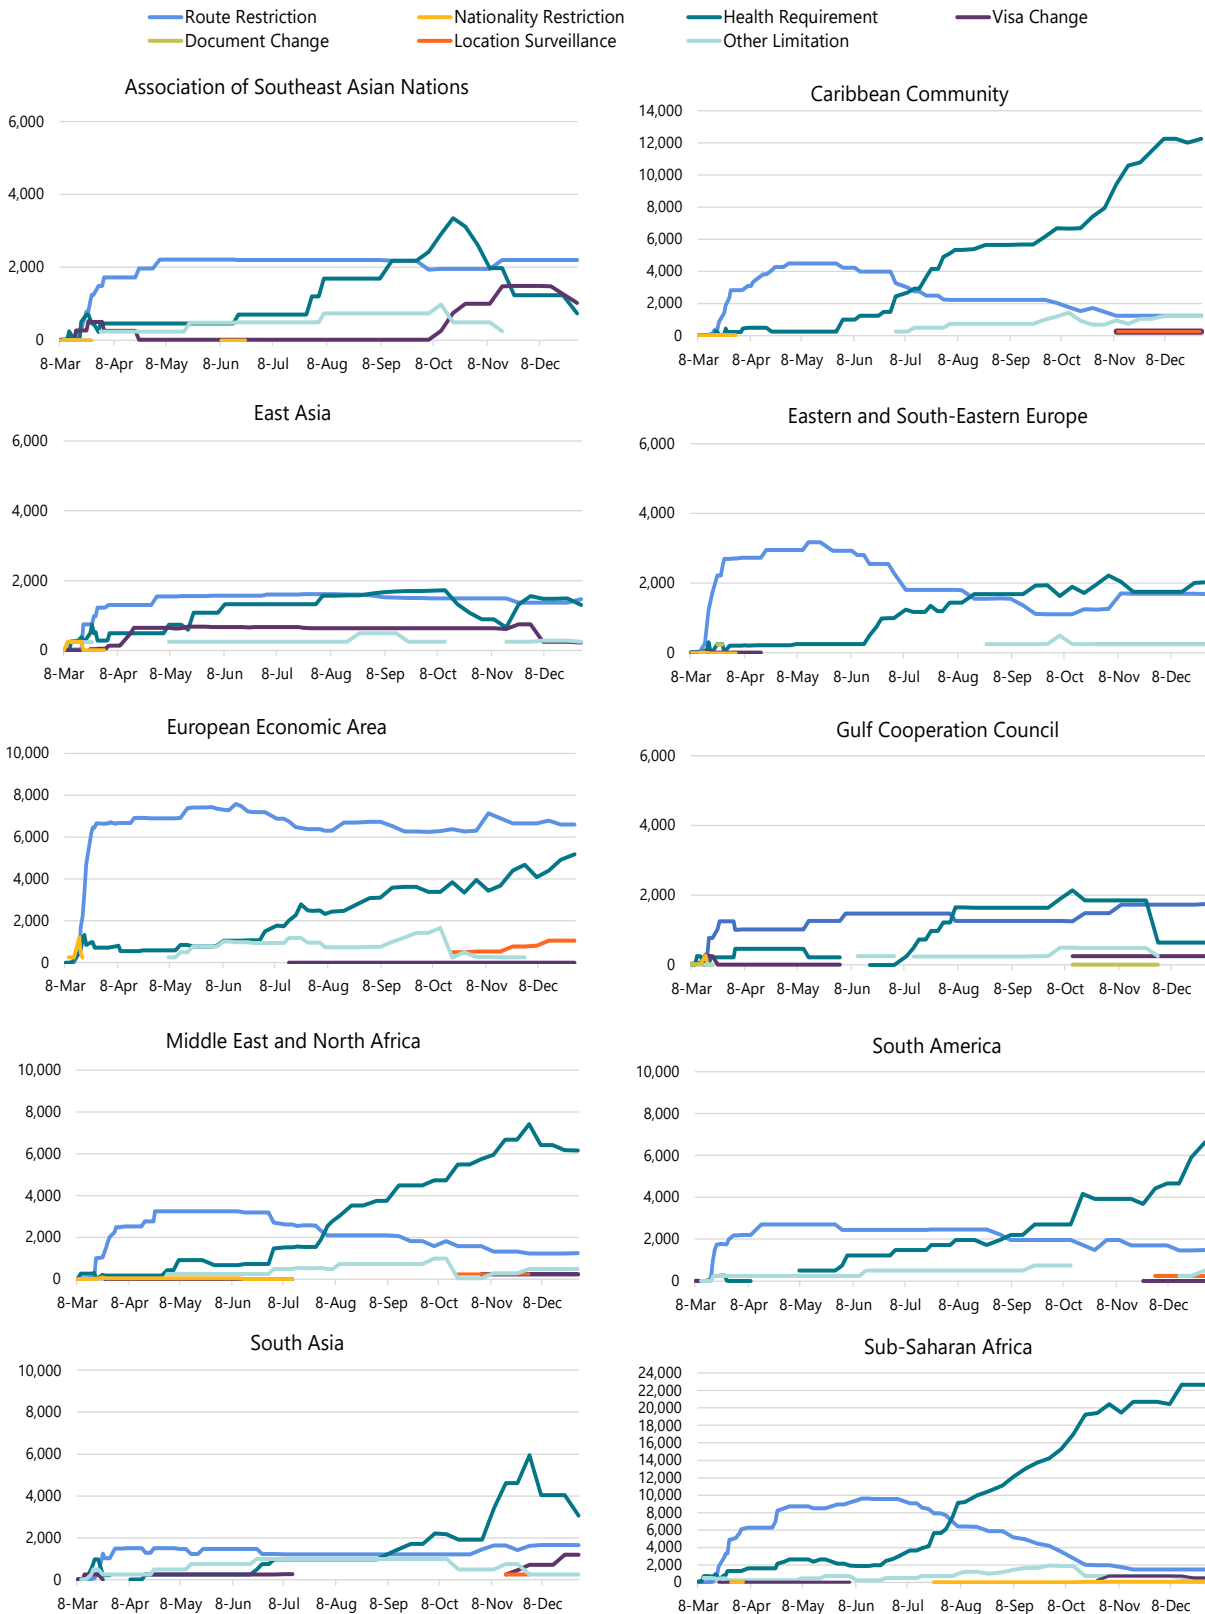 Route Restriction Nationality Restriction Health Requirement Visa Change
Document Change Location Surveillance Other Limitation
Association of Southeast Asian Nations
6,000
4,000
2,000
0
8-Mar 8-Apr 8-May 8-Jun 8-Jul 8-Aug 8-Sep 8-Oct 8-Nov 8-Dec
Caribbean Community
14,000
12,000
10,000
8,000
6,000
4,000
2,000
0
8-Mar 8-Apr 8-May 8-Jun 8-Jul 8-Aug 8-Sep 8-Oct 8-Nov 8-Dec
East Asia
6,000
4,000
2,000
0
8-Mar 8-Apr 8-May 8-Jun 8-Jul 8-Aug 8-Sep 8-Oct 8-Nov 8-Dec
Eastern and South-Eastern Europe
6,000
4,000
2,000
0
8-Mar 8-Apr 8-May 8-Jun 8-Jul 8-Aug 8-Sep 8-Oct 8-Nov 8-Dec
European Economic Area
10,000
8,000
6,000
4,000
2,000
0
8-Mar 8-Apr 8-May 8-Jun 8-Jul 8-Aug 8-Sep 8-Oct 8-Nov 8-Dec
Gulf Cooperation Council
6,000
4,000
2,000
0
8-Mar 8-Apr 8-May 8-Jun 8-Jul 8-Aug 8-Sep 8-Oct 8-Nov 8-Dec
Middle East and North Africa
10,000
8,000
6,000
4,000
2,000
0
8-Mar 8-Apr 8-May 8-Jun 8-Jul 8-Aug 8-Sep 8-Oct 8-Nov 8-Dec
South America
10,000
8,000
6,000
4,000
2,000
0
8-Mar 8-Apr 8-May 8-Jun 8-Jul 8-Aug 8-Sep 8-Oct 8-Nov 8-Dec
South Asia
10,000
8,000
6,000
4,000
2,000
0
8-Mar 8-Apr 8-May 8-Jun 8-Jul 8-Aug 8-Sep 8-Oct 8-Nov 8-Dec
Sub-Saharan Africa
24,000
22,000
20,000
18,000
16,000
14,000
12,000
10,000
8,000
6,000
4,000
2,000
0
8-Mar 8-Apr 8-May 8-Jun 8-Jul 8-Aug 8-Sep 8-Oct 8-Nov 8-Dec